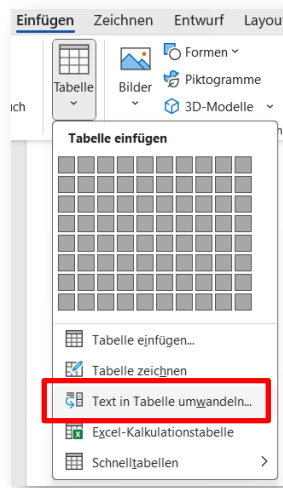 Einfügen Zeichnen Entwurf Layou
Tabelle
Bilder
Formen
Piktogramme
3D-Modelle
uch
Tabelle einfügen
Tabelle einfügen...
Tabelle zeichnen
Text in Tabelle umwandeln...
Excel-Kalkulationstabelle
Schnelltabellen